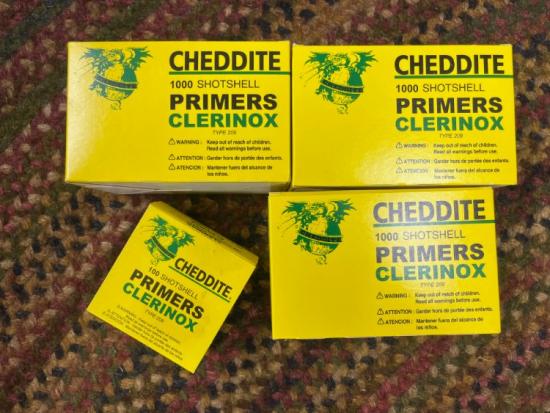 CHEDDITE
1000 SHOTSHELL
PRIMERS
CLERINOX
TYPE 209
WARNING : Keep out of reach of children.
Read all warnings before use.
ATTENTION : Garder hors de portée des enfants.
ATENCION : Mantener fuera del alcance de
los niños.
CHEDDITE
1000 SHOTSHELL
PRIMERS
CLERINOX
TYPE 209
WARNING : Keep out of reach of children.
Read all warnings before use.
ATTENTION : Garder hors de portée des enfants.
ATENCION : Mantener fuera del alcance de
los niños.
CHEDDITE
100 SHOTSHELL
PRIMERS
CLERINOX
TYPE 209
CHEDDITE
1000 SHOTSHELL
PRIMERS
CLERINOX
TYPE 209
WARNING : Keep out of reach of children.
Read all warnings before use.
ATTENTION : Garder hors de portée des enfants.
ATENCION : Mantener fuera del alcance de
los niños.